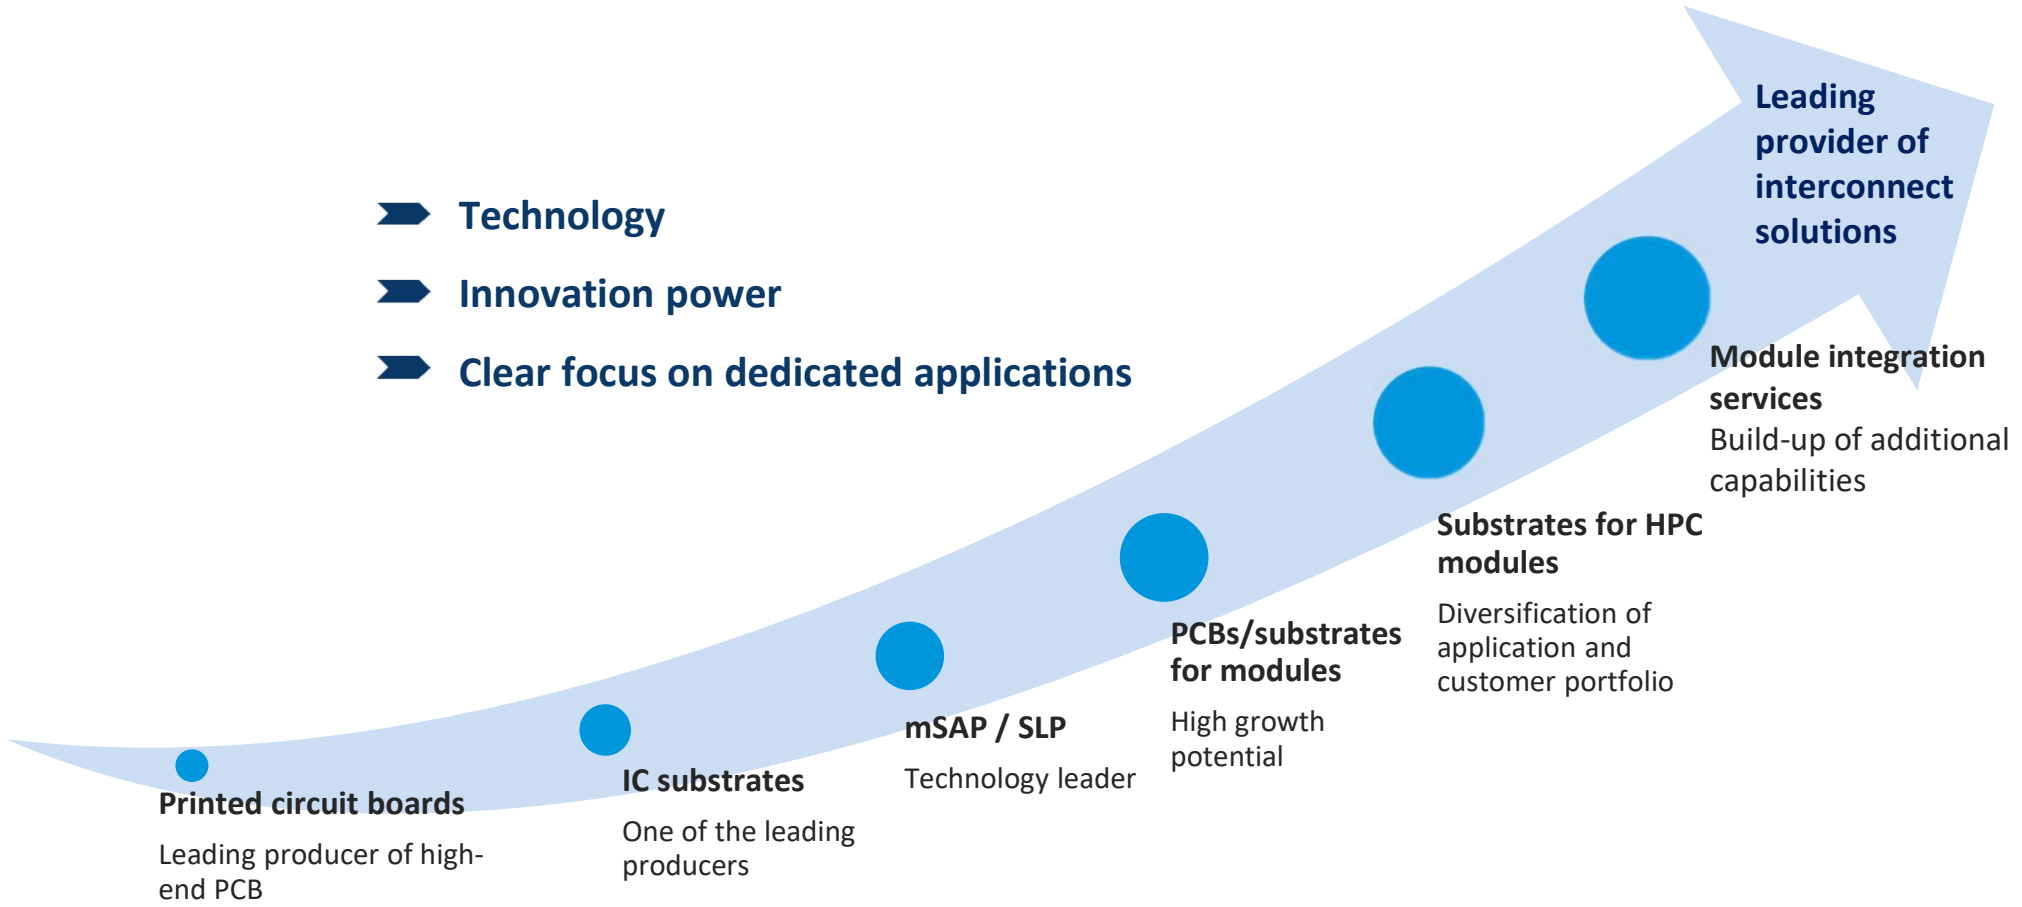 Leading
provider of
interconnect
solutions
Technology
Innovation power
Clear focus on dedicated applications
Module integration
services
Build-up of additional
capabilities
Substrates for HPC
modules
Diversification of
application and
customer portfolio
PCBs/substrates
for modules
High growth
potential
mSAP / SLP
Technology leader
IC substrates
One of the leading
producers
Printed circuit boards
Leading producer of high-
end PCB